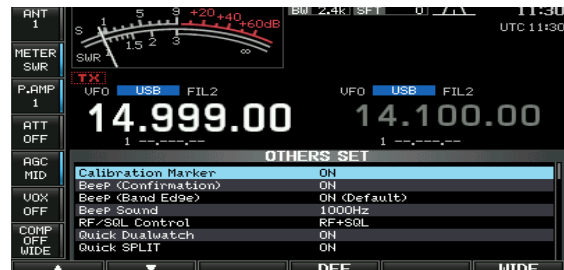 ANT
1
METER
SWR
P.AMP
1
ATT
OFF
AGC
MID
VOX
OFF
COMP
OFF
WIDE
S 1 5 9 +20 +40 +60dB
SWR 1 1.5 2 3 ∞
BW 2.4k SFT 0
11:30
UTC 11:30
TX
VFO USB FIL2
14.999.00
1 --.---.--
VFO USB FIL2
14.100.00
1 --.---.--
OTHERS SET
Calibration Marker ON
Beep (Confirmation) ON
Beep (Band Edge) ON (Default)
Beep Sound 1000Hz
RF/SQL Control RF+SQL
Quick Dualwatch ON
Quick SPLIT ON
DEF
WIDE